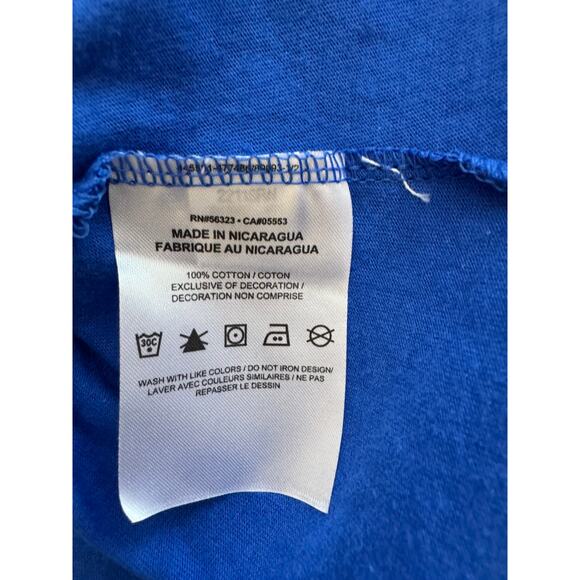 RN#56323 • CA#05553
MADE IN NICARAGUA
FABRIQUE AU NICARAGUA
100% COTTON / COTON
EXCLUSIVE OF DECORATION /
DECORATION NON COMPRISE
30C
WASH WITH LIKE COLORS / DO NOT IRON DESIGN/
LAVER AVEC COULEURS SIMILAIRES / NE PAS
REPASSER LE DESSIN